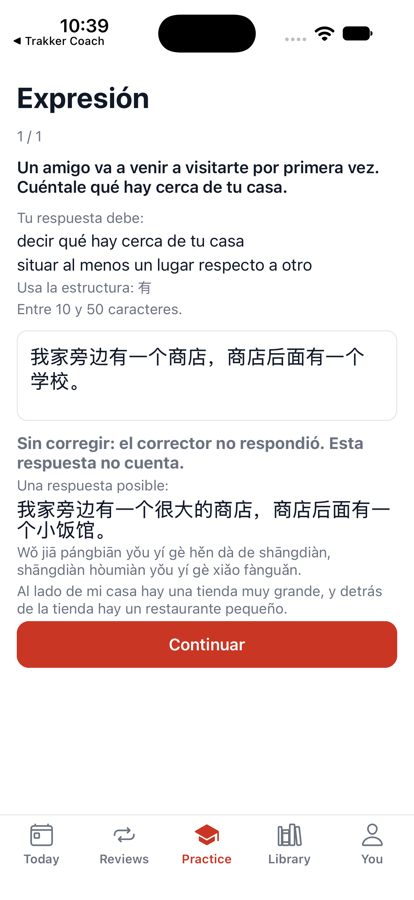 10:39
◀ Trakker Coach
Expresión
1 / 1
Un amigo va a venir a visitarte por primera vez.
Cuéntale qué hay cerca de tu casa.
Tu respuesta debe:
decir qué hay cerca de tu casa
situar al menos un lugar respecto a otro
Usa la estructura: 有
Entre 10 y 50 caracteres.
我家旁边有一个商店，商店后面有一个
学校。
Sin corregir: el corrector no respondió. Esta
respuesta no cuenta.
Una respuesta posible:
我家旁边有一个很大的商店，商店后面有一
个小饭馆。
Wǒ jiā pángbiān yǒu yí gè hěn dà de shāngdiàn,
shāngdiàn hòumiàn yǒu yí gè xiǎo fànguǎn.
Al lado de mi casa hay una tienda muy grande, y detrás
de la tienda hay un restaurante pequeño.
Continuar
Today
Reviews
Practice
Library
You